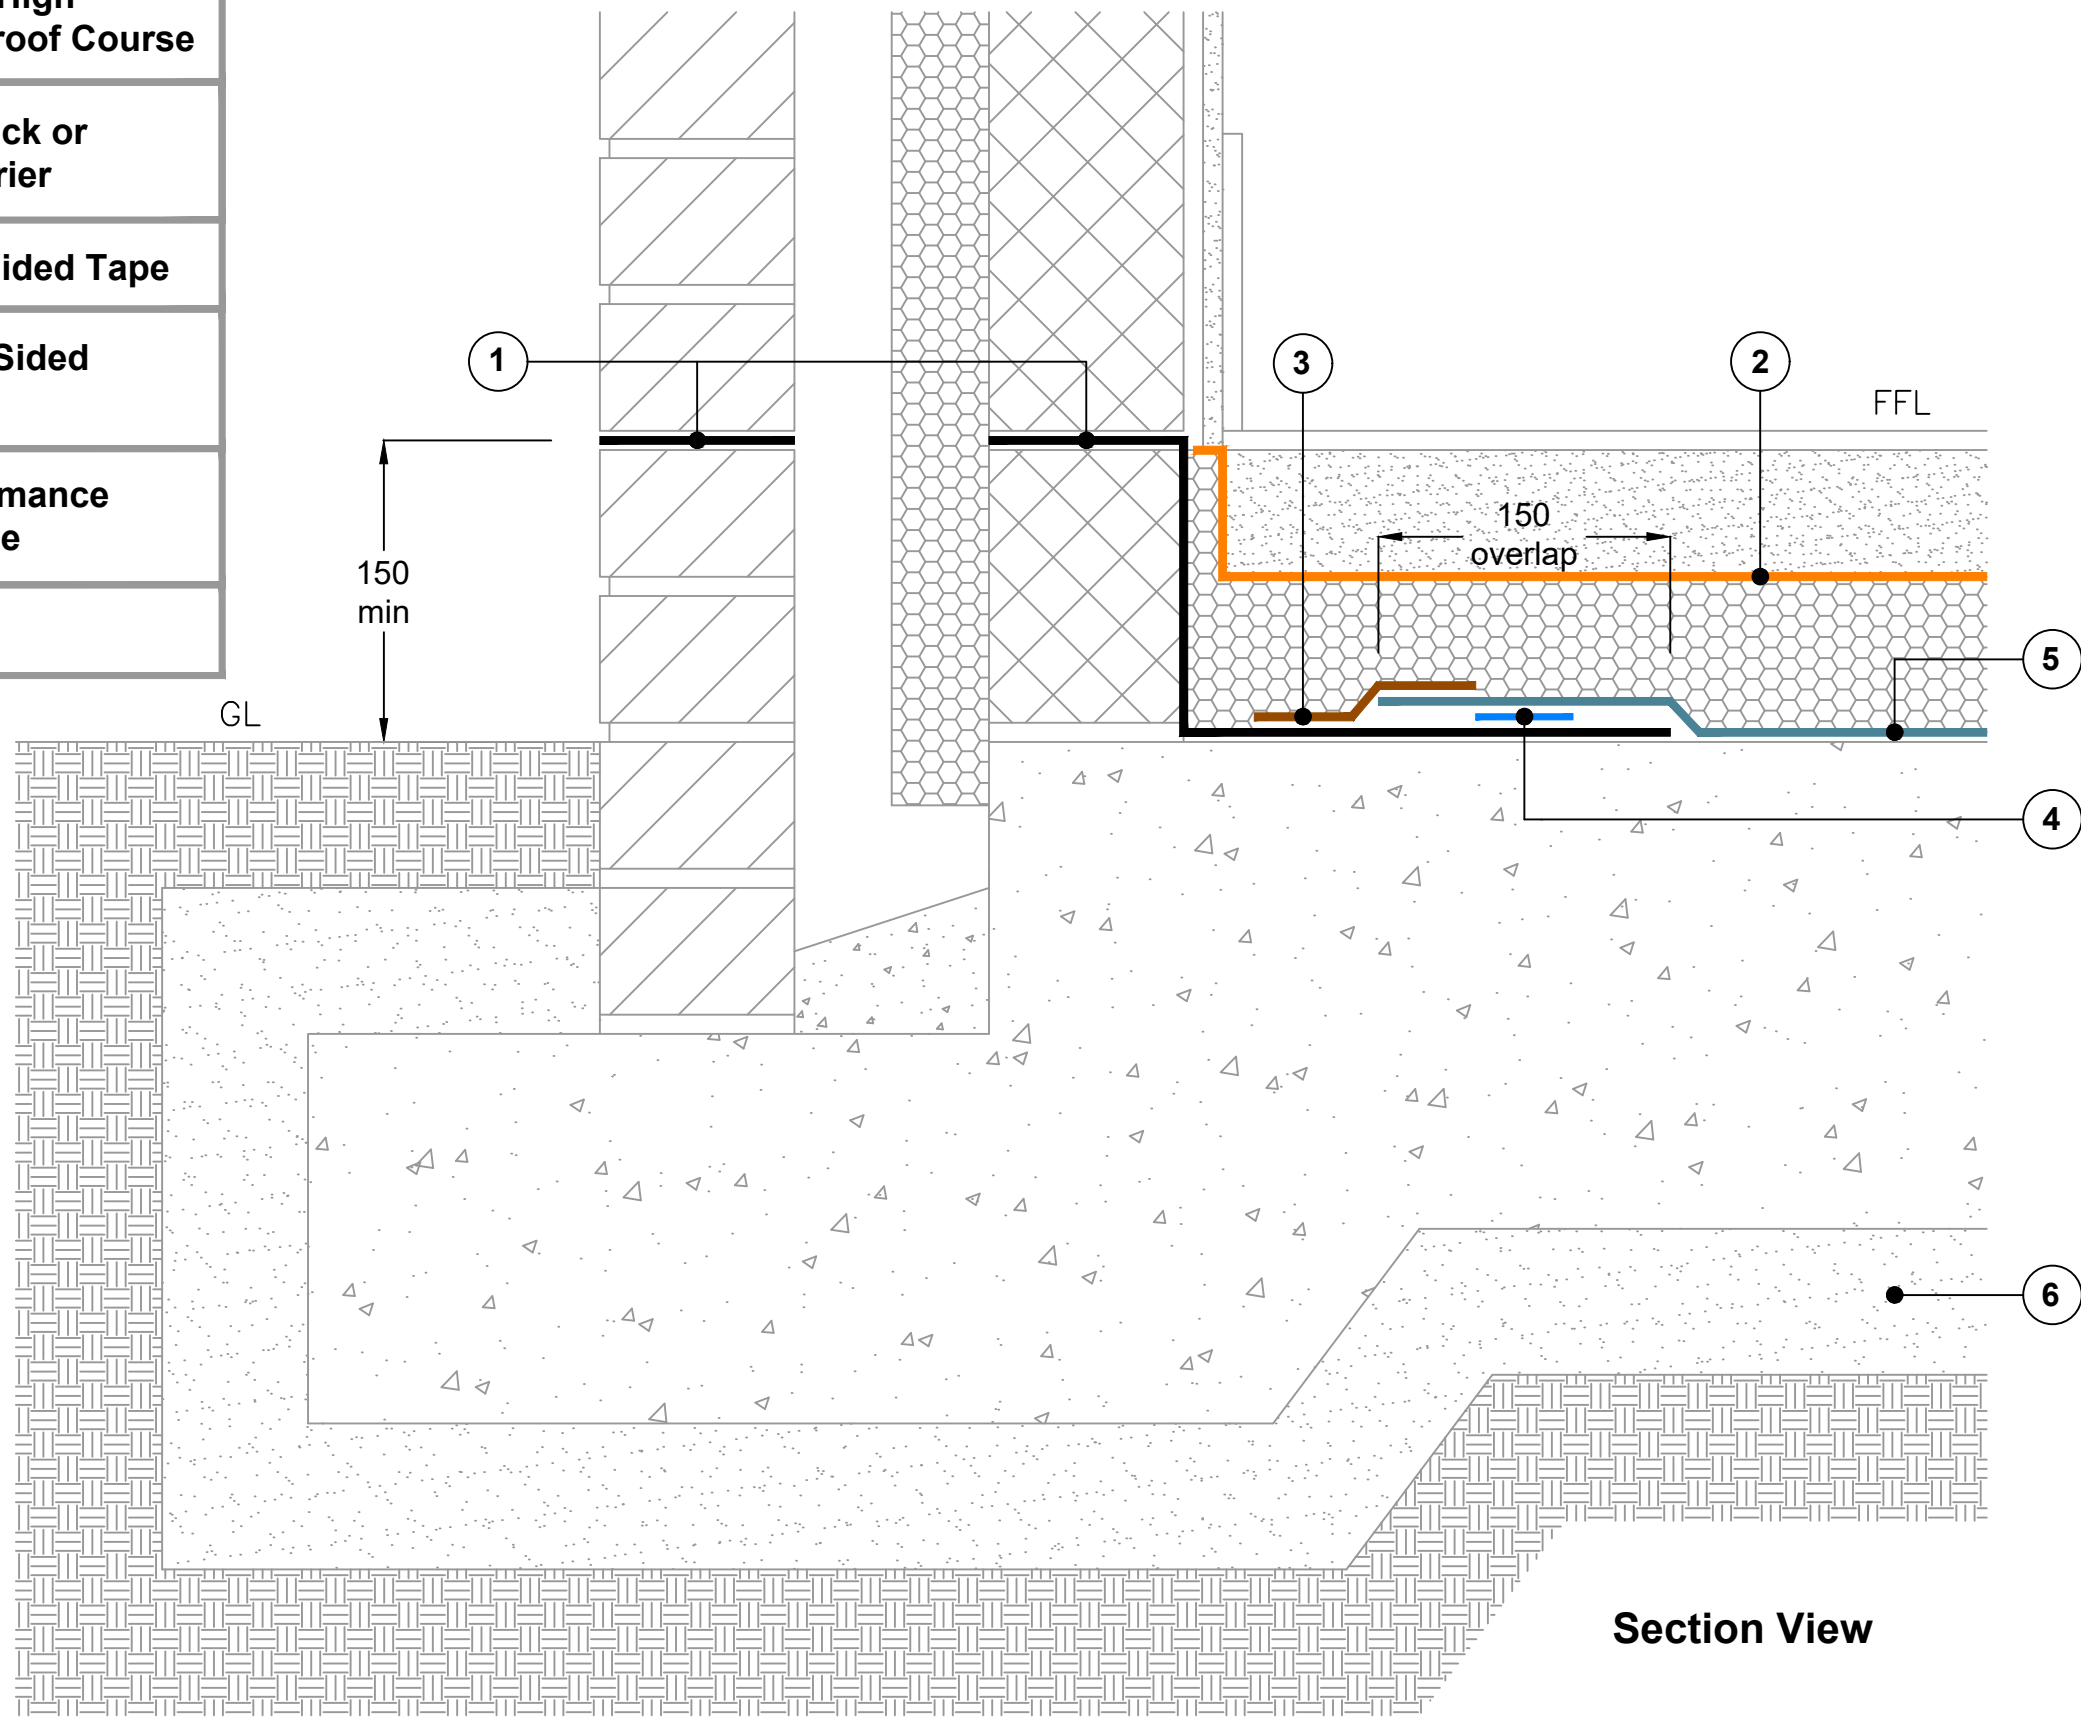 roof Course
ck or
rier
ided Tape
Sided
mance
e
1
3
2
FFL
150
overlap
150
min
GL
5
4
6
Section View